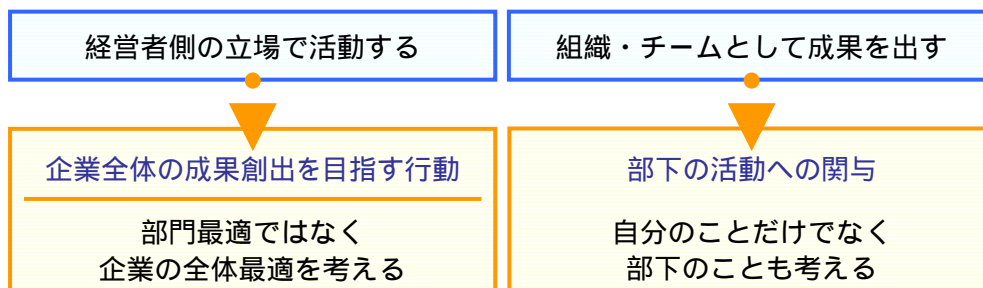 経営者側の立場で活動する
組織・チームとして成果を出す
企業全体の成果創出を目指す行動
部門最適ではなく
企業の全体最適を考える
部下の活動への関与
自分のことだけでなく
部下のことも考える